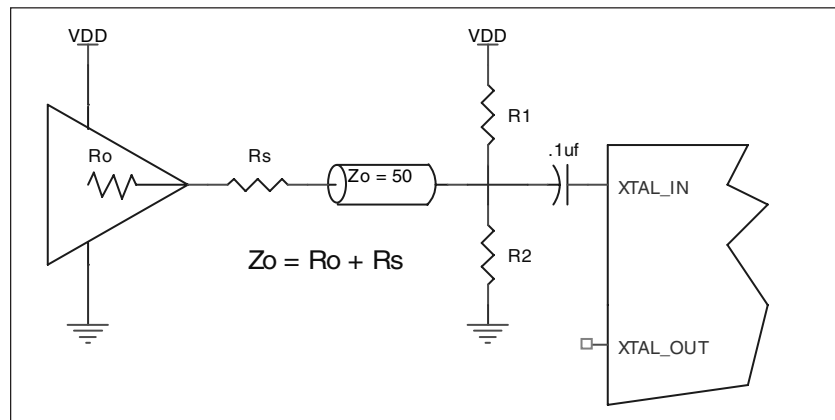 VDD
VDD
R1
Ro
Rs
.1uf
Zo = 50
XTAL_IN
Zo = Ro + Rs
R2
XTAL_OUT